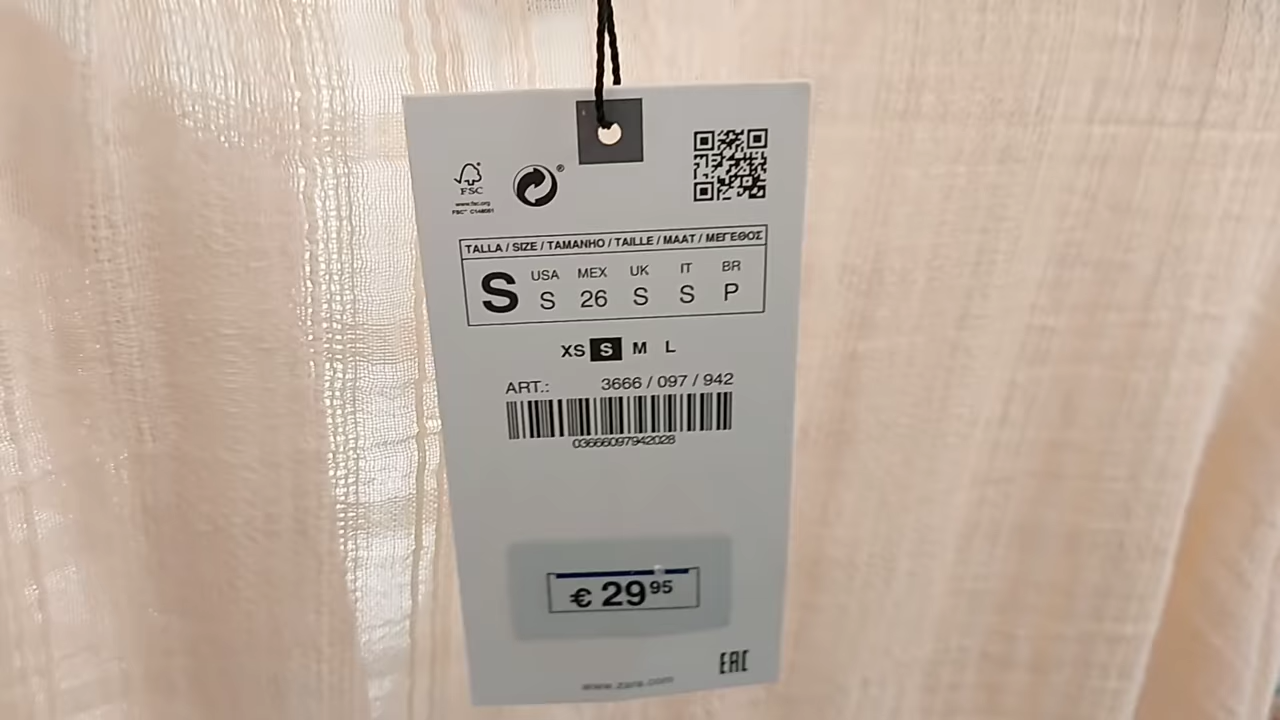 FSC
www.fsc.org
FSC™ C148051
®
TALLA / SIZE / TAMANHO / TAILLE / MAAT / ΜΕΓΕΘΟΣ
S
USA MEX UK IT BR
S 26 S S P
XS S M L
ART.: 3666 / 097 / 942
03666097942028
€ 29 95
EAC
www.zara.com